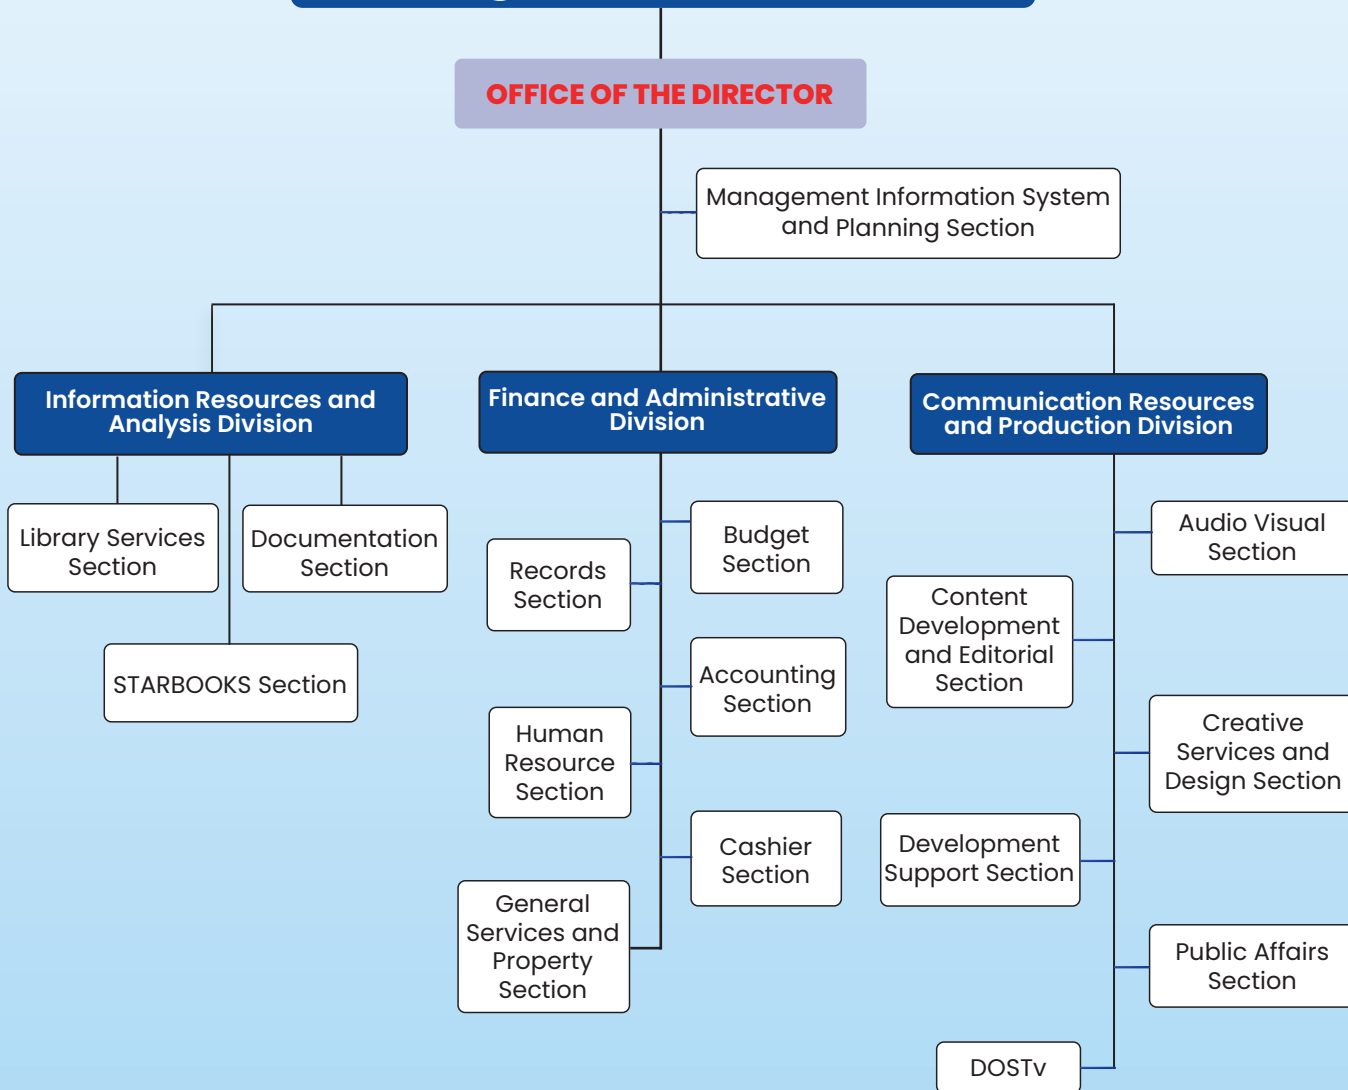 OFFICE OF THE DIRECTOR
Management Information System
and Planning Section
Information Resources and
Analysis Division
Finance and Administrative
Division
Communication Resources
and Production Division
Library Services
Section
Documentation
Section
STARBOOKS Section
Budget
Section
Records
Section
Accounting
Section
Human
Resource
Section
Cashier
Section
General
Services and
Property
Section
Audio Visual
Section
Content
Development
and Editorial
Section
Creative
Services and
Design Section
Development
Support Section
Public Affairs
Section
DOSTv